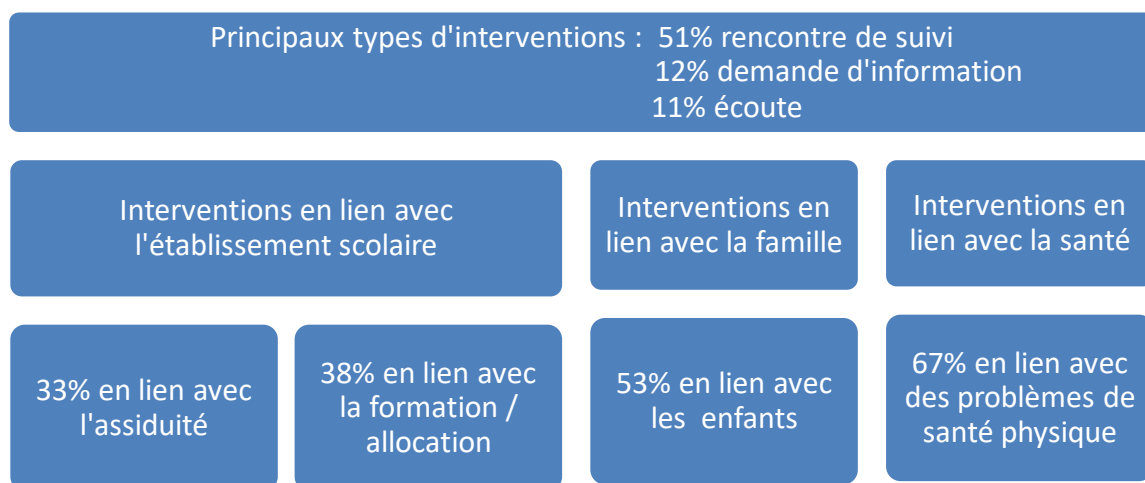 Principaux types d'interventions : 51% rencontre de suivi
12% demande d'information
11% écoute
Interventions en lien avec
l'établissement scolaire
Interventions en
lien avec la famille
Interventions en
lien avec la santé
33% en lien avec
l'assiduité
38% en lien avec
la formation /
allocation
53% en lien avec
les enfants
67% en lien avec
des problèmes de
santé physique